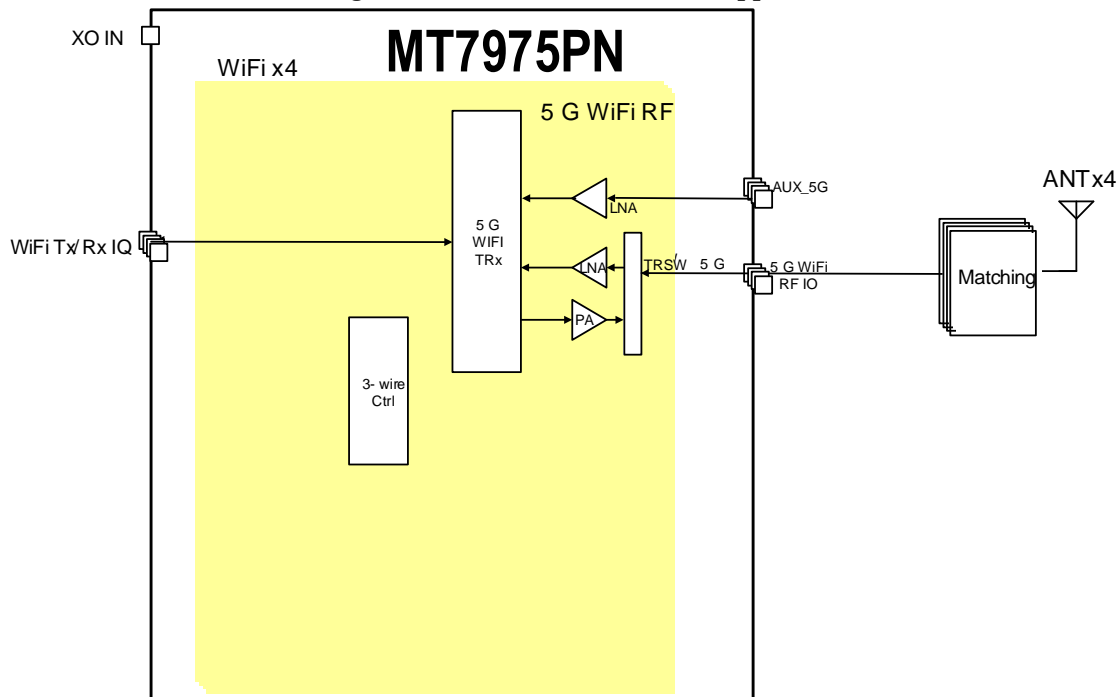 XO IN
MT7975PN
WiFi x4
5 G WiFi RF
AUX_5G
ANTx4
LNA
5 G
WIFI
TRx
WiFi Tx/ Rx IQ
LNA
TRSW 5 G
5 G WiFi
RF IO
Matching
PA
3- wire
Ctrl